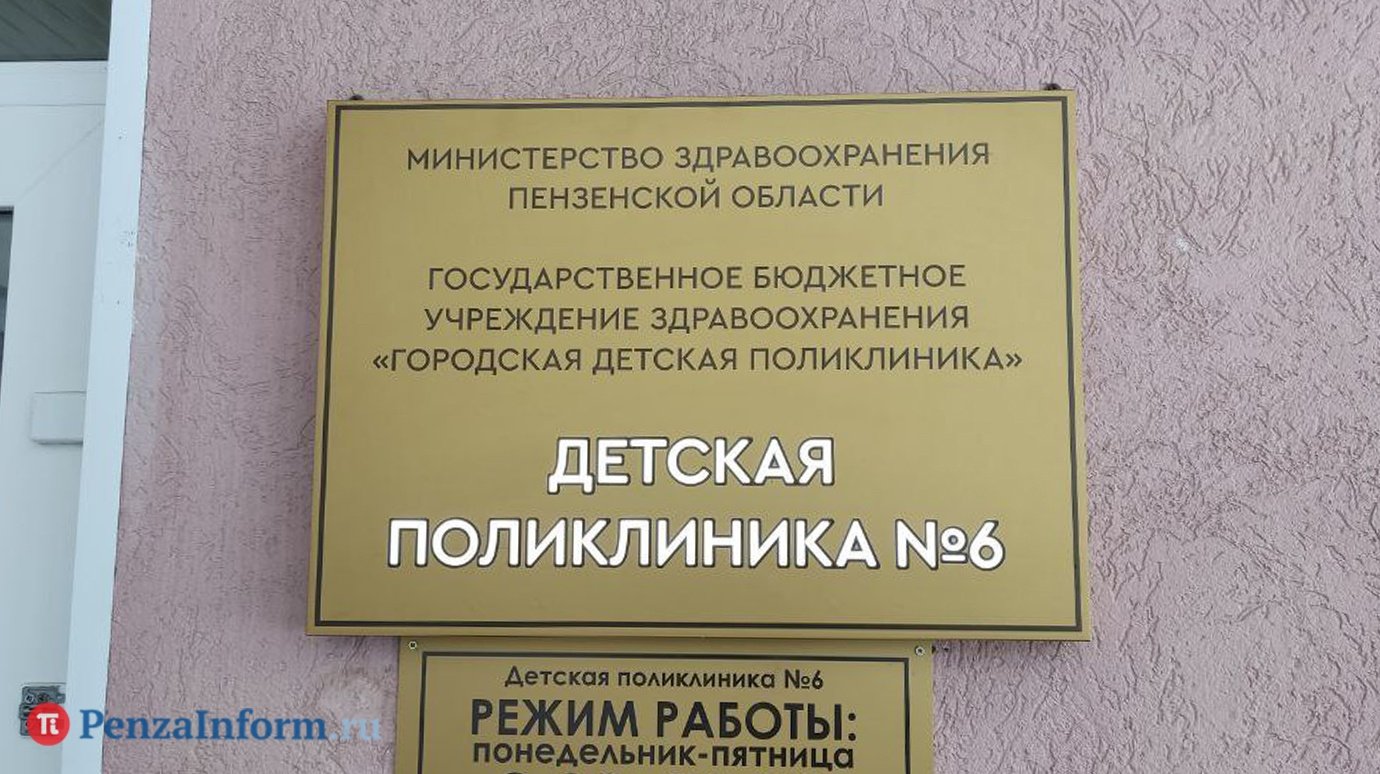 МИНИСТЕРСТВО ЗДРАВООХРАНЕНИЯ
ПЕНЗЕНСКОЙ ОБЛАСТИ
ГОСУДАРСТВЕННОЕ БЮДЖЕТНОЕ
УЧРЕЖДЕНИЕ ЗДРАВООХРАНЕНИЯ
«ГОРОДСКАЯ ДЕТСКАЯ ПОЛИКЛИНИКА»
ДЕТСКАЯ
ПОЛИКЛИНИКА №6
Детская поликлиника №6
РЕЖИМ РАБОТЫ:
понедельник-пятница
PenzaInform.ru